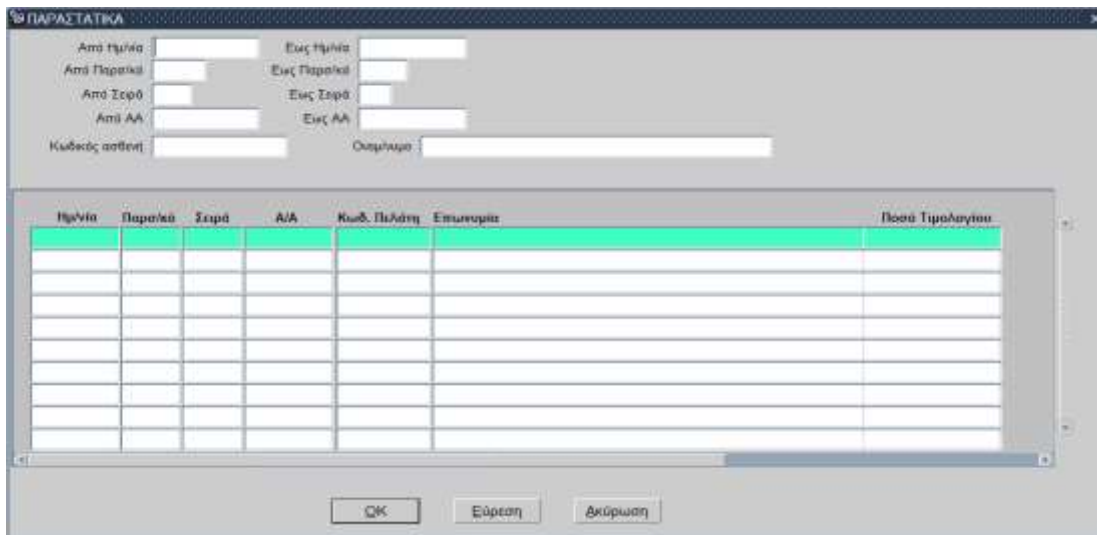 ΠΑΡΑΣΤΑΤΙΚΑ
Από Ημ/νία Εως Ημ/νία
Από Παρα/κό Εως Παρα/κό
Από Σειρά Εως Σειρά
Από ΑΑ Εως ΑΑ
Κωδικός ασθενή Ονομ/νυμο
Ημ/νία Παρα/κό Σειρά Α/Α Κωδ. Πελάτη Επωνυμία Ποσό Τιμολογίου
OK Εύρεση Ακύρωση